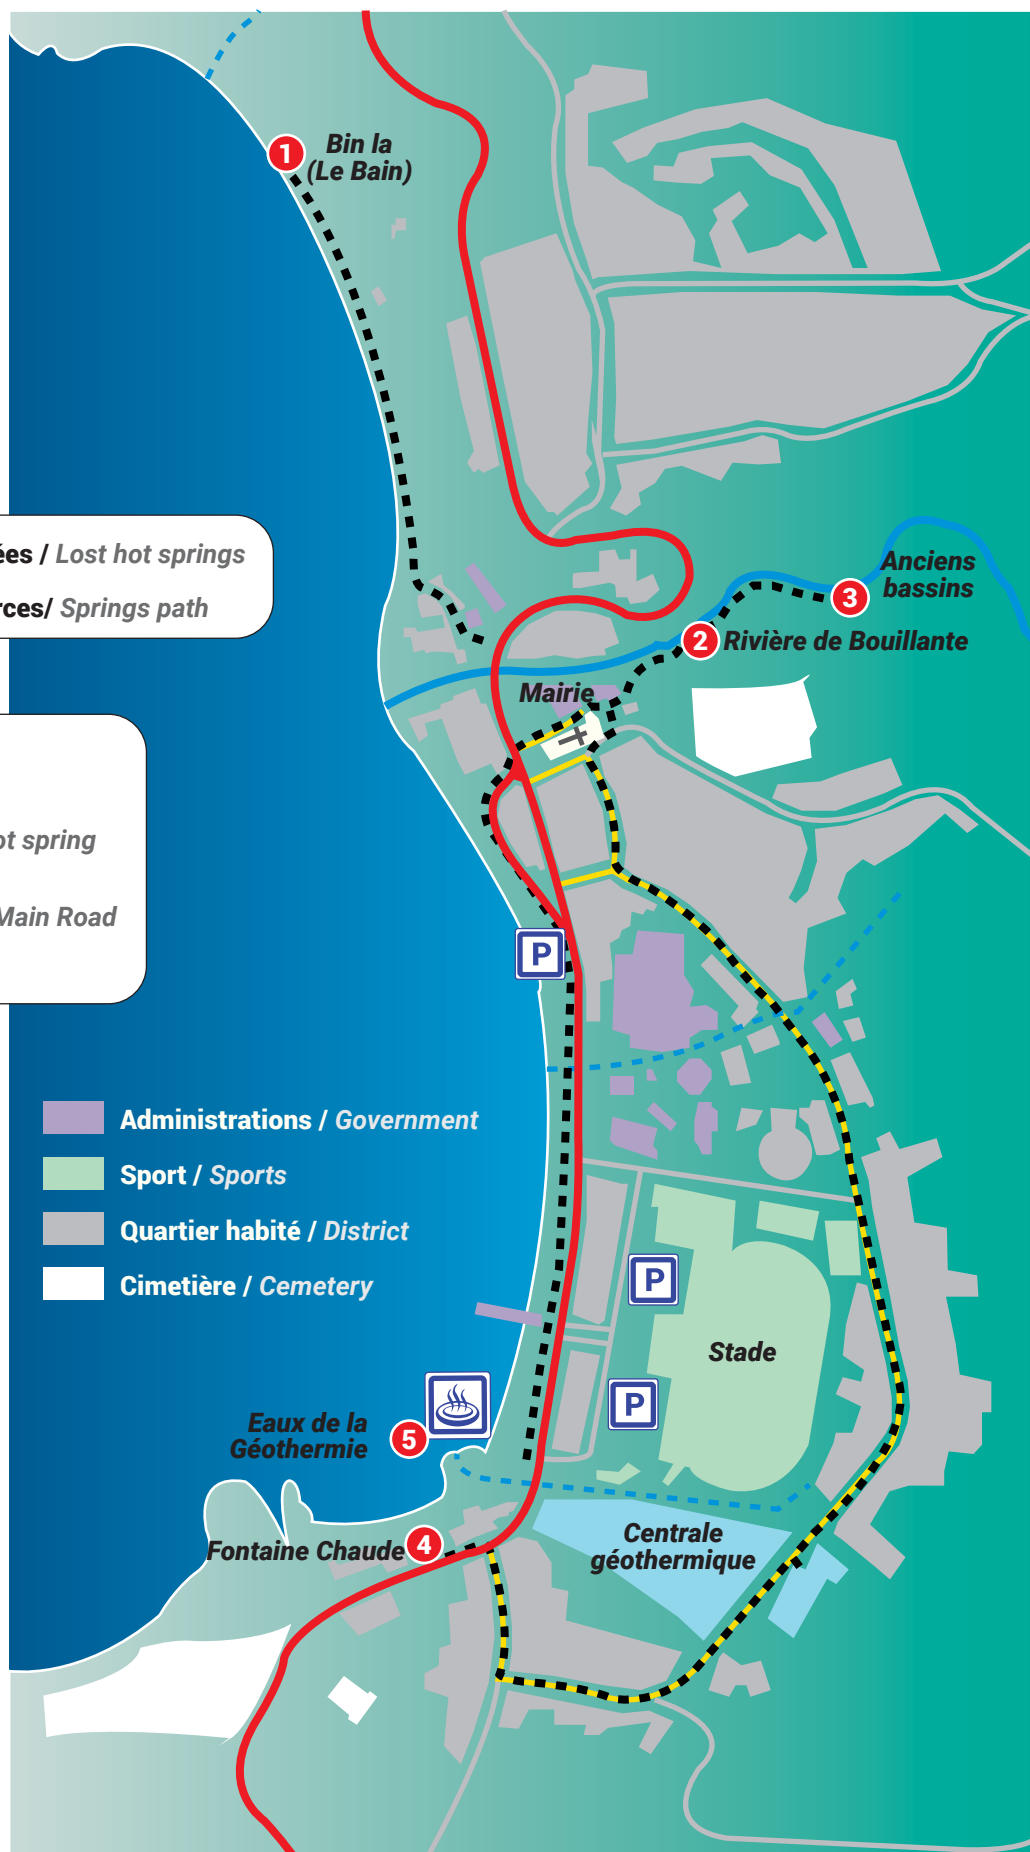 1
Bin la
(Le Bain)
ées / Lost hot springs
rces/ Springs path
Anciens
bassins
3
2
Rivière de Bouillante
Mairie
ot spring
Main Road
P
Administrations / Government
Sport / Sports
Quartier habité / District
Cimetière / Cemetery
P
Stade
P
Eaux de la
Géothermie
5
Fontaine Chaude
4
Centrale
géothermique